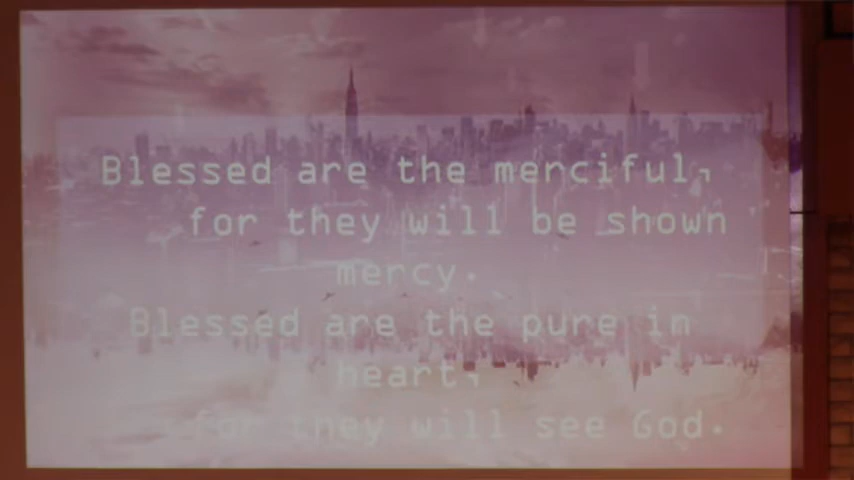 Blessed are the merciful,
for they will be shown
mercy.
Blessed are the pure in
heart,
for they will see God.